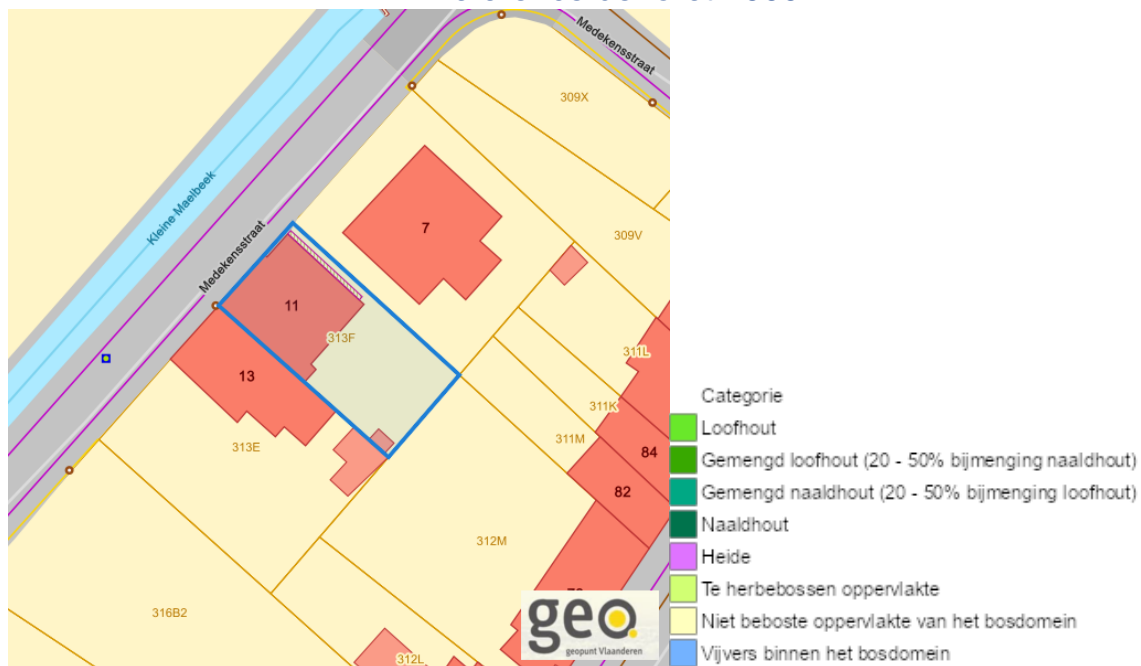 Medekensstraat
309X
Kleine Maelbeek
7
309V
Medekensstraat
11
313F
311L
13
311K
313E
311M
84
82
312M
316B2
312L
geo.
geopunt Vlaanderen
Categorie
Loofhout
Gemengd loofhout (20 - 50% bijmenging naaldhout)
Gemengd naaldhout (20 - 50% bijmenging loofhout)
Naaldhout
Heide
Te herbebossen oppervlakte
Niet beboste oppervlakte van het bosdomein
Vijvers binnen het bosdomein